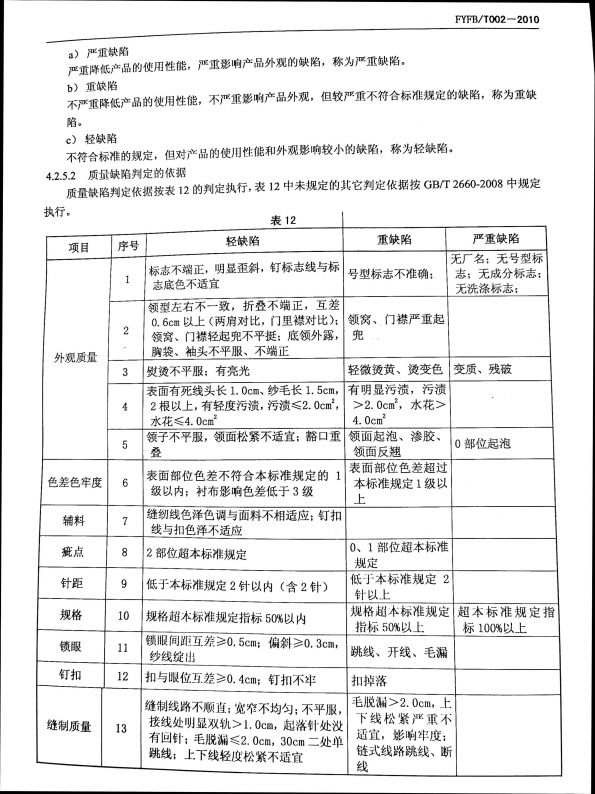 FYFB/T002－2010
a） 严重缺陷
严重降低产品的使用性能，严重影响产品外观的缺陷，称为严重缺陷。
b） 重缺陷
不严重降低产品的使用性能，不严重影响产品外观，但较严重不符合标准规定的缺陷，称为重缺
陷。
c） 轻缺陷
不符合标准的规定，但对产品的使用性能和外观影响较小的缺陷，称为轻缺陷。
4.2.5.2 质量缺陷判定的依据
质量缺陷判定依据按表 12 的判定执行，表 12 中未规定的其它判定依据按 GB/T 2660-2008 中规定
执行。
表 12
项目 序号 轻缺陷 重缺陷 严重缺陷
外观质量
1
标志不端正，明显歪斜，钉标志线与标
志底色不适宜
号型标志不准确；
无厂名；无号型标
志；无成分标志；
无洗涤标志；
2
领型左右不一致，折叠不端正，互差
0.6cm 以上（两肩对比，门里襟对比）；
领窝、门襟轻起兜不平挺；底领外露，
胸袋、袖头不平服、不端正
领窝、门襟严重起
兜
3
熨烫不平服；有亮光
轻微烫黄、烫变色
变质、残破
4
表面有死线头长 1.0cm、纱毛长 1.5cm，
2 根以上，有轻度污渍，污渍≤2.0cm²，
水花≤4.0cm²
有明显污渍，污渍
＞2.0cm²，水花＞
4.0cm²
5
领子不平服，领面松紧不适宜；豁口重
叠
领面起泡、渗胶、
领面反翘
0 部位起泡
色差色牢度
6
表面部位色差不符合本标准规定的 1
级以内；衬布影响色差低于 3 级
表面部位色差超过
本标准规定 1 级以
上
辅料
7
缝纫线色泽色调与面料不相适应；钉扣
线与扣色泽不适应
疵点
8
2 部位超本标准规定
0、1 部位超本标准
规定
针距
9
低于本标准规定 2 针以内（含 2 针）
低于本标准规定 2
针以上
规格
10
规格超本标准规定指标 50%以内
规格超本标准规定
指标 50%以上
超本标准规定指
标 100%以上
锁眼
11
锁眼间距互差≥0.5cm；偏斜≥0.3cm，
纱线绽出
跳线、开线、毛漏
钉扣
12
扣与眼位互差≥0.4cm；钉扣不牢
扣掉落
缝制质量
13
缝制线路不顺直；宽窄不均匀；不平服，
接线处明显双轨＞1.0cm，起落针处没
有回针；毛脱漏≤2.0cm，30cm 二处单
跳线；上下线轻度松紧不适宜
毛脱漏＞2.0cm，上
下线松紧严重不
适宜，影响牢度；
链式线路跳线、断
线